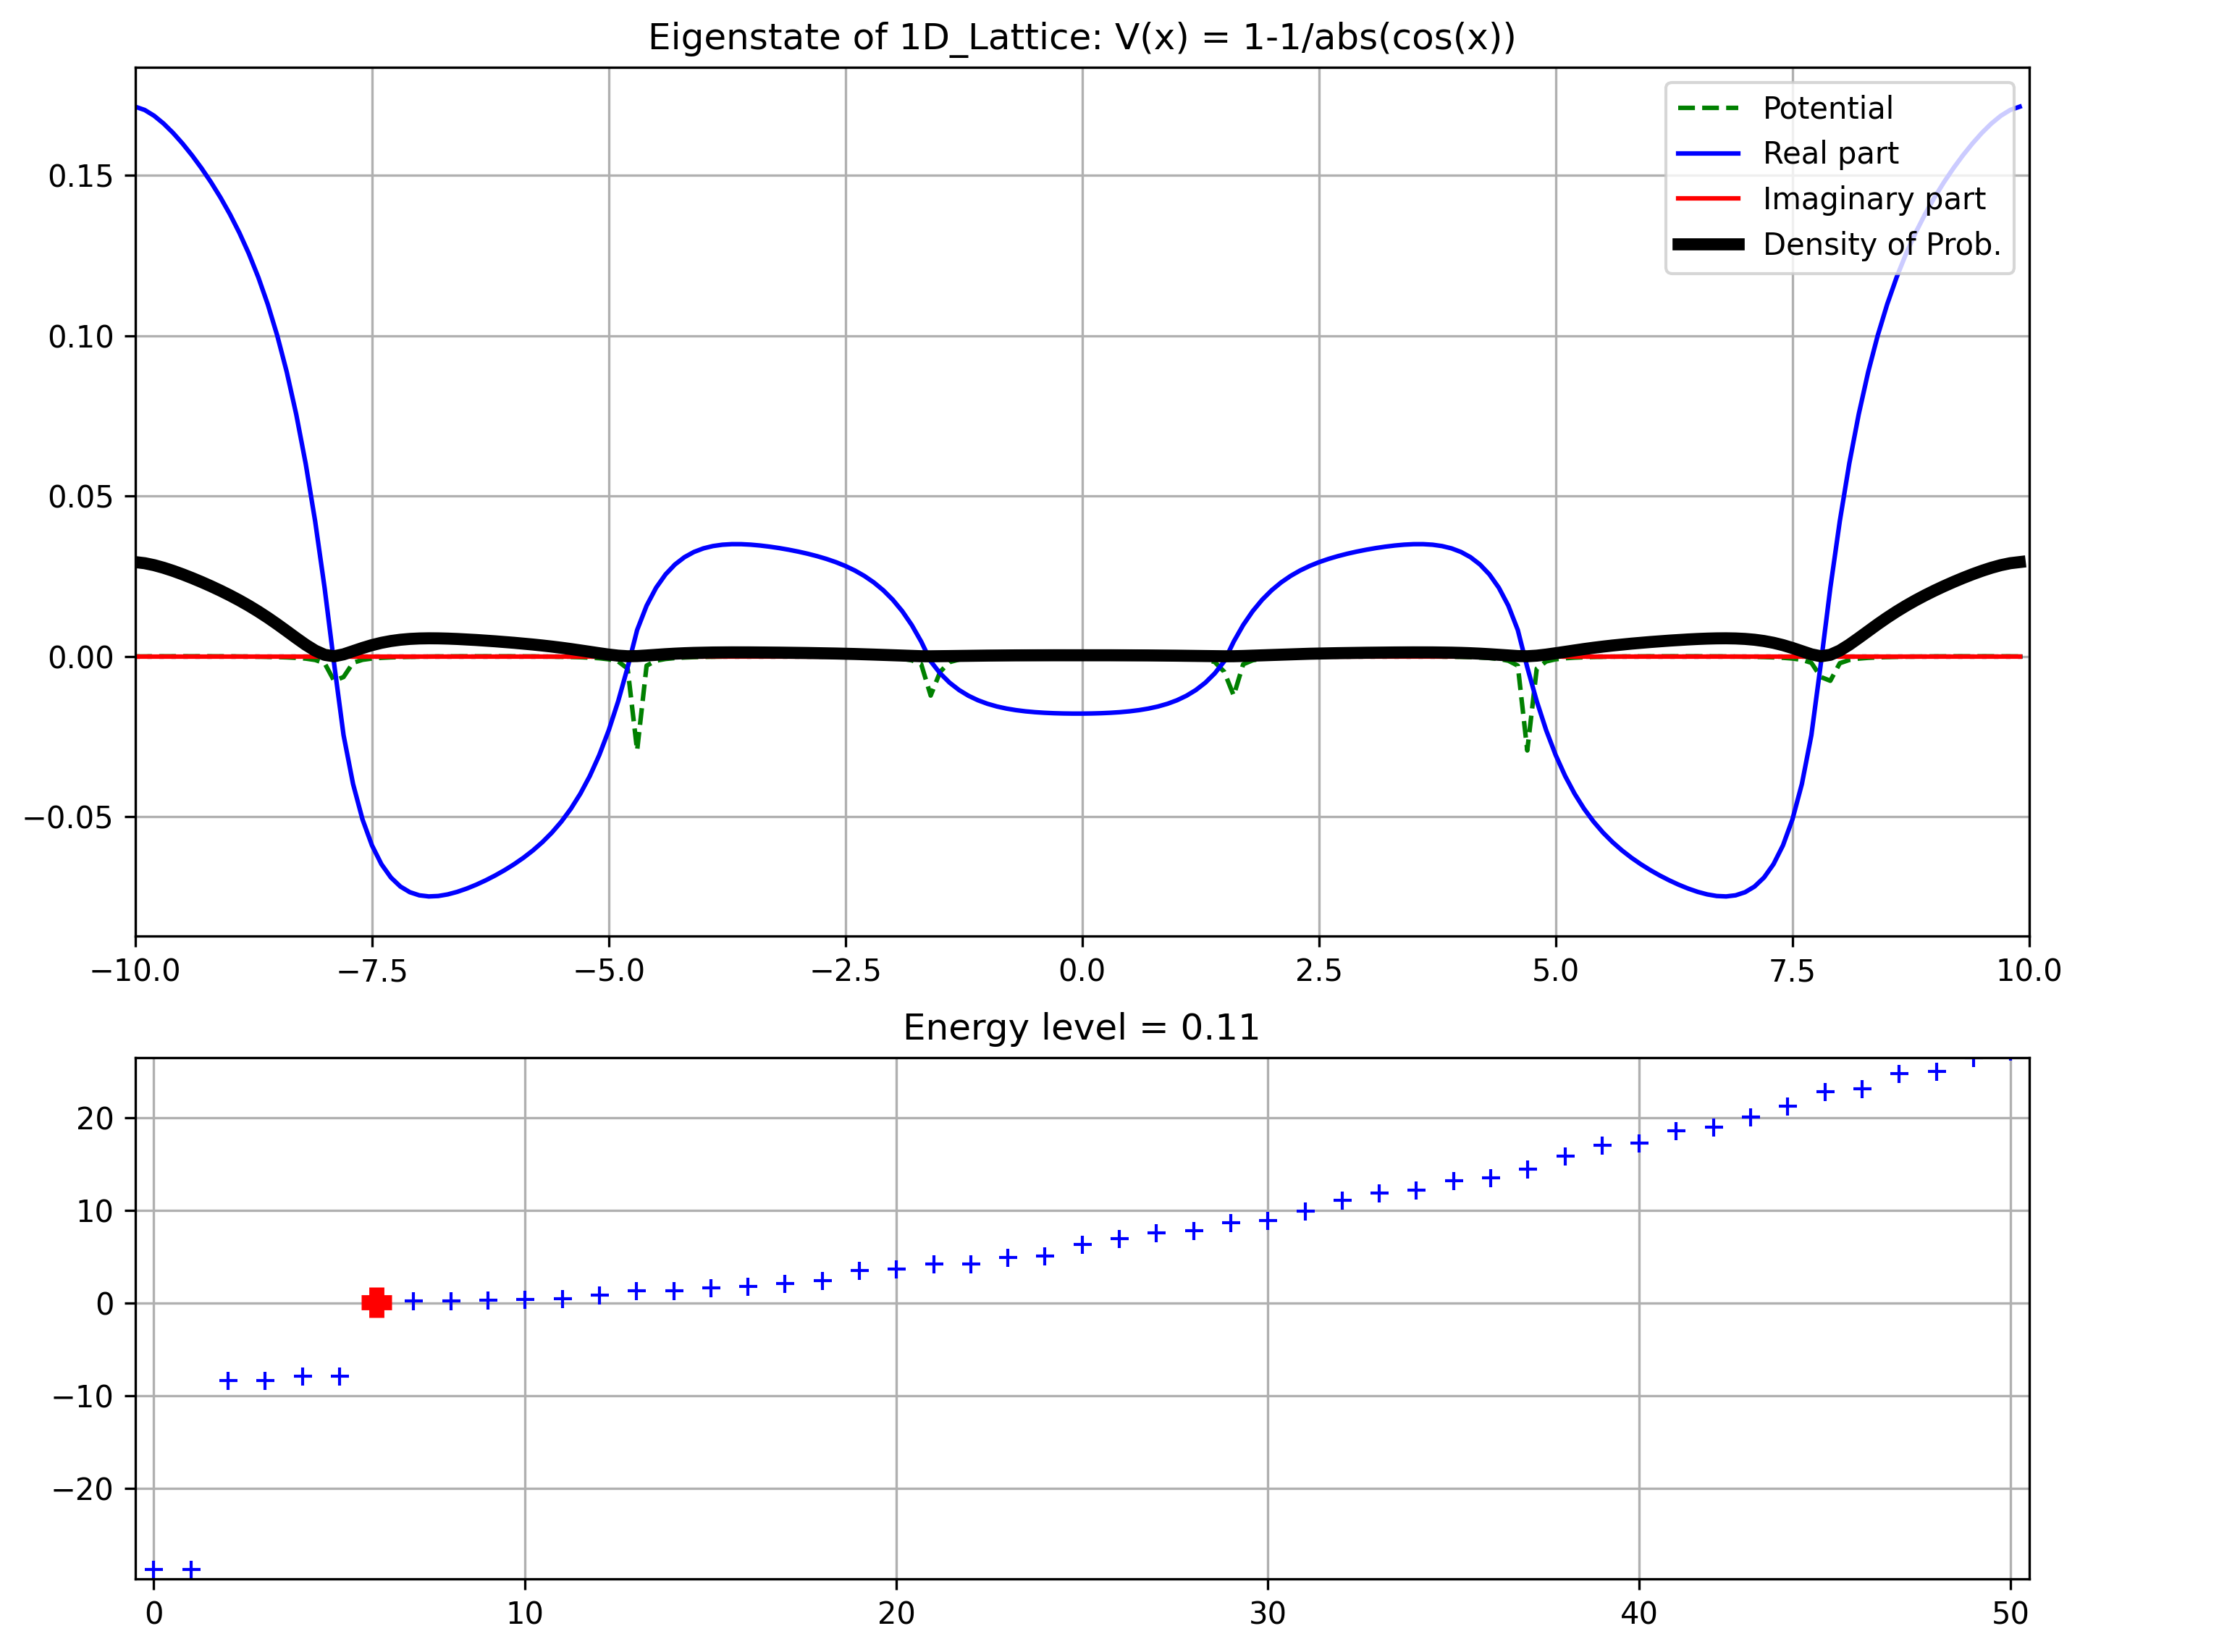 Eigenstate of 1D_Lattice: V(x) = 1-1/abs(cos(x))
Potential
Real part
Imaginary part
Density of Prob.
0.15
0.10
0.05
0.00
−0.05
−10.0 −7.5 −5.0 −2.5 0.0 2.5 5.0 7.5 10.0
Energy level = 0.11
20
10
0
−10
−20
0 10 20 30 40 50